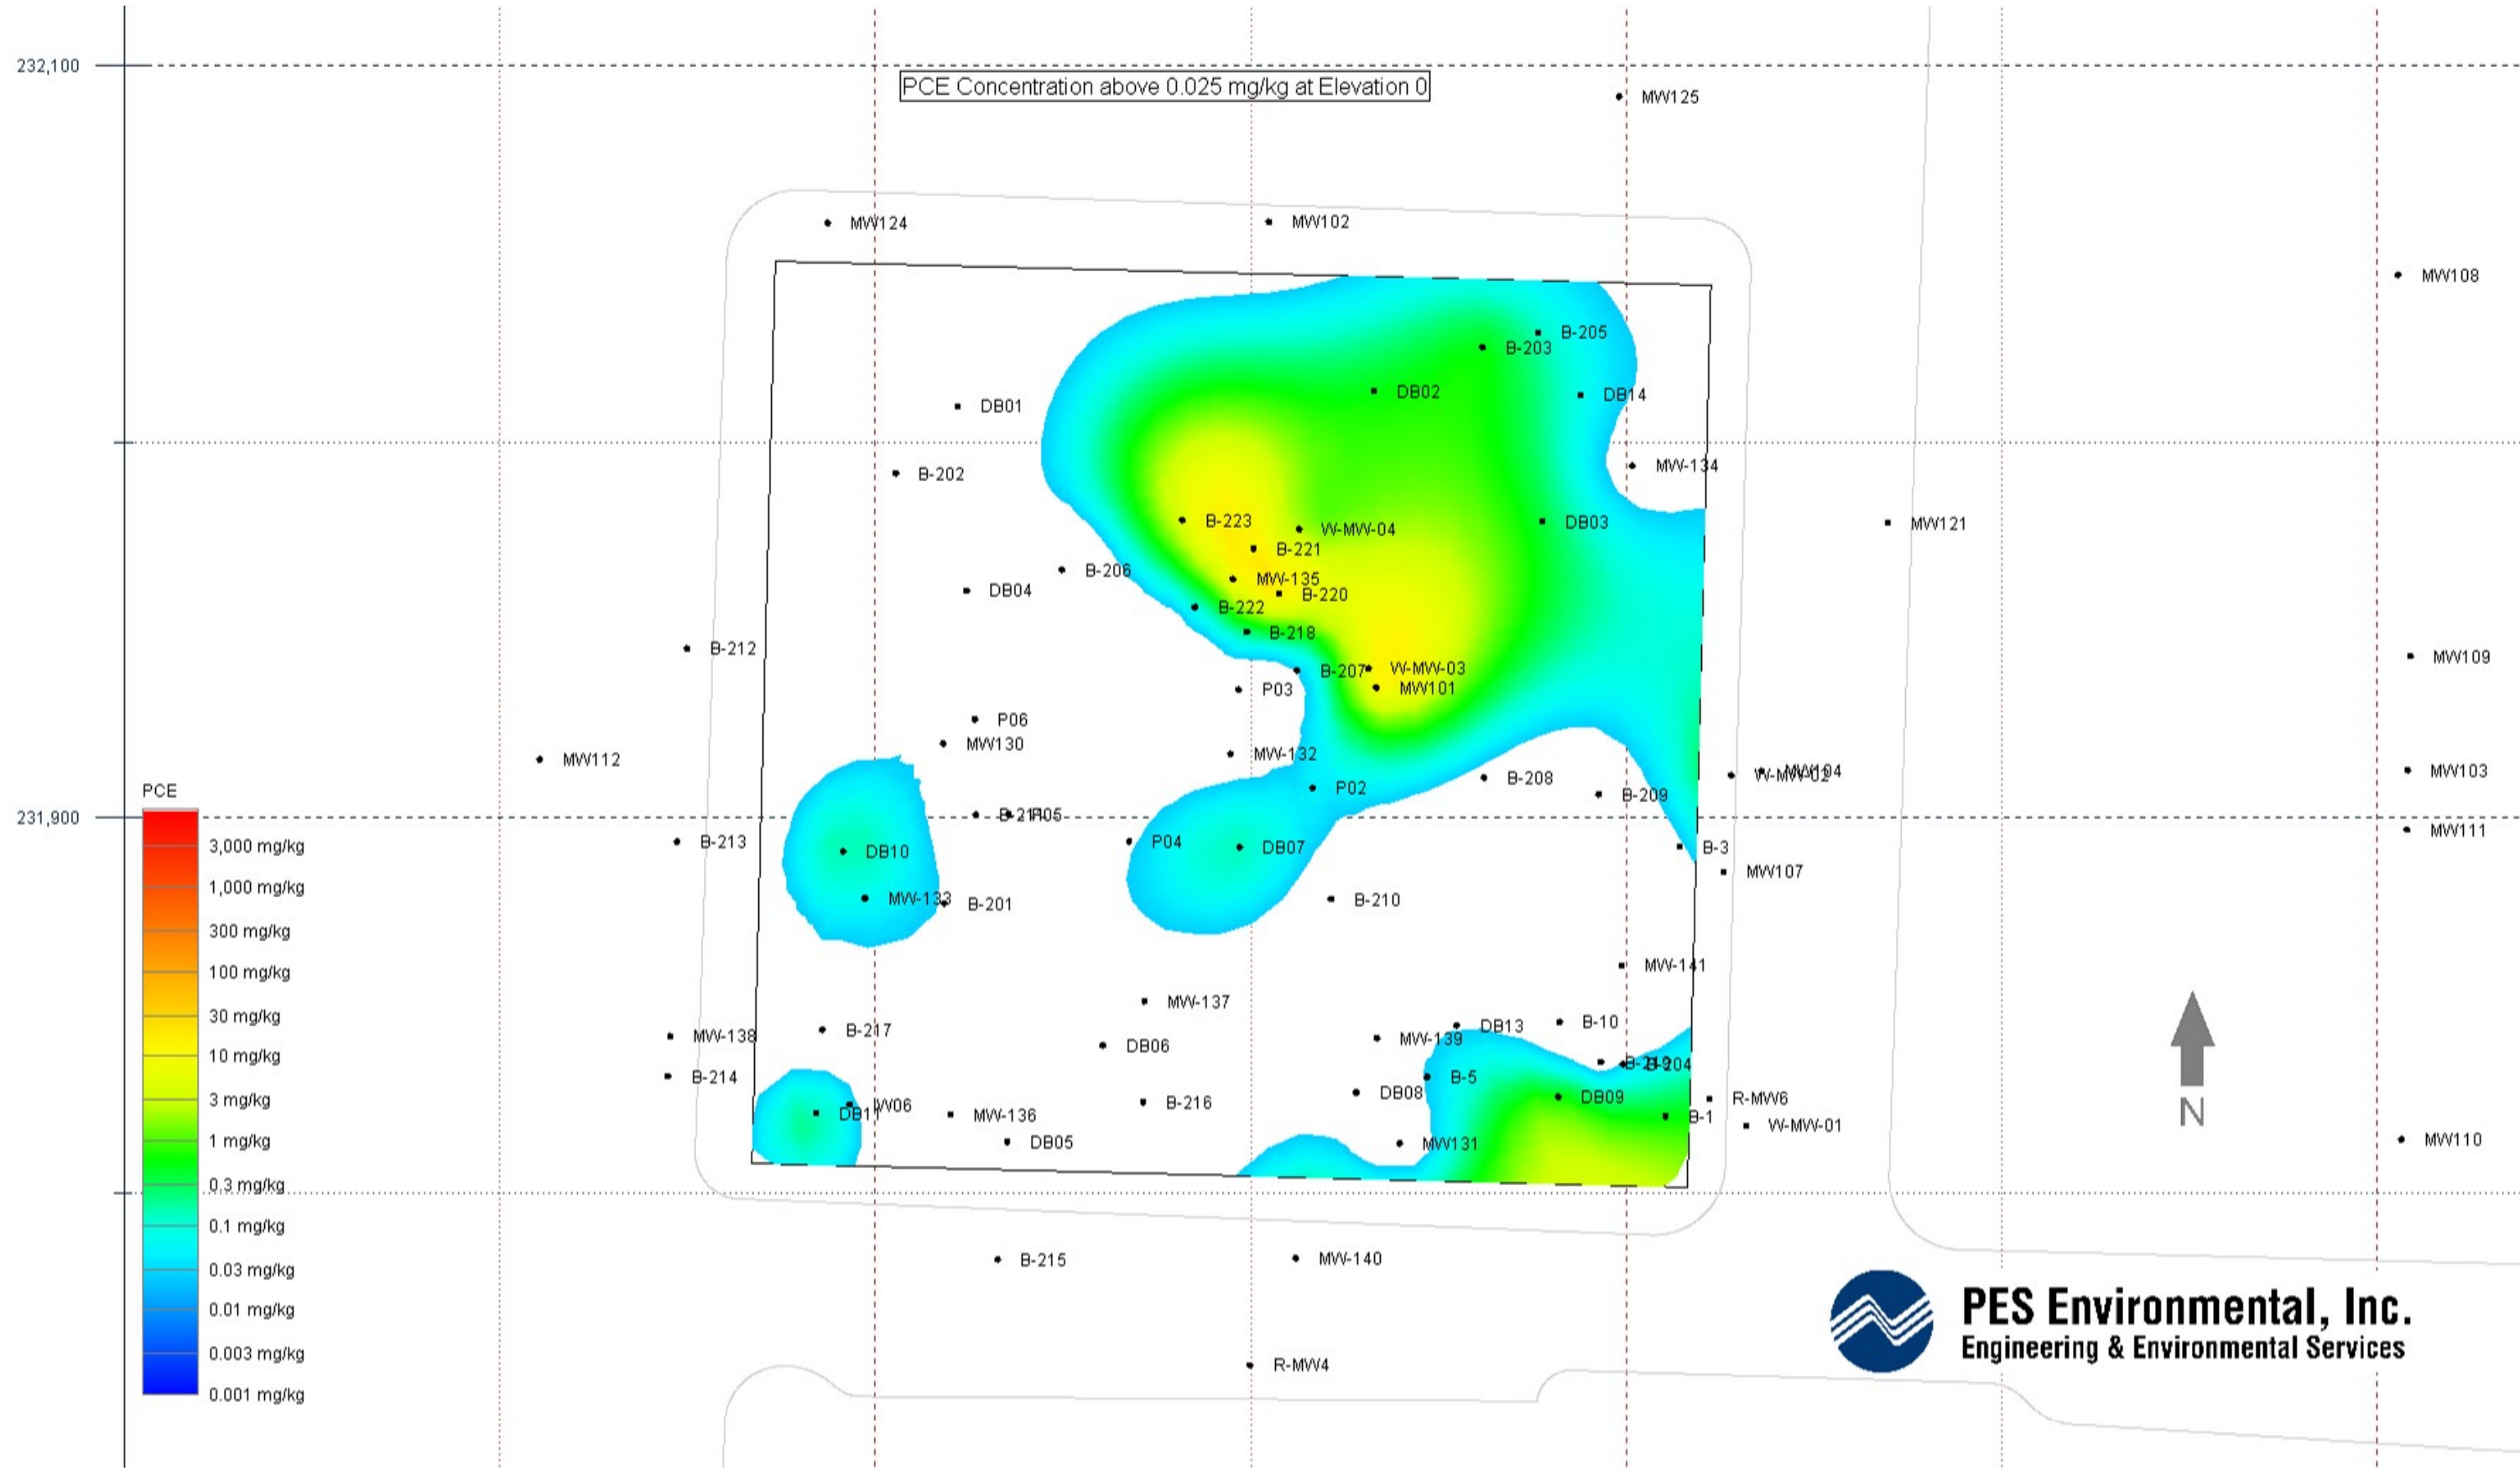 232,100
PCE Concentration above 0.025 mg/kg at Elevation 0
MW125
MW124
MW102
MW108
B-205
B-203
DB02
DB14
DB01
MW-134
B-202
B-223
W-MW-04
DB03
MW121
B-221
B-206
MW-135
DB04
B-220
B-222
B-218
B-212
MW109
B-207
W-MW-03
P03
MW101
P06
MW130
MW-132
MW112
W-MW-02
MW104
MW103
B-208
P02
B-209
PCE
231,900
B-211
P05
MW111
B-213
P04
DB07
B-3
DB10
3,000 mg/kg
MW107
1,000 mg/kg
MW-133
B-201
B-210
300 mg/kg
100 mg/kg
MW-141
MW-137
30 mg/kg
B-217
DB13
B-10
MW-138
MW-139
DB06
10 mg/kg
B-219
B-204
B-214
B-5
DB08
DB09
3 mg/kg
B-216
R-MW6
DB11
MW-136
B-1
W-MW-01
1 mg/kg
DB05
MW131
MW110
N
0.3 mg/kg
0.1 mg/kg
B-215
MW-140
0.03 mg/kg
0.01 mg/kg
PES Environmental, Inc.
Engineering & Environmental Services
0.003 mg/kg
R-MW4
0.001 mg/kg